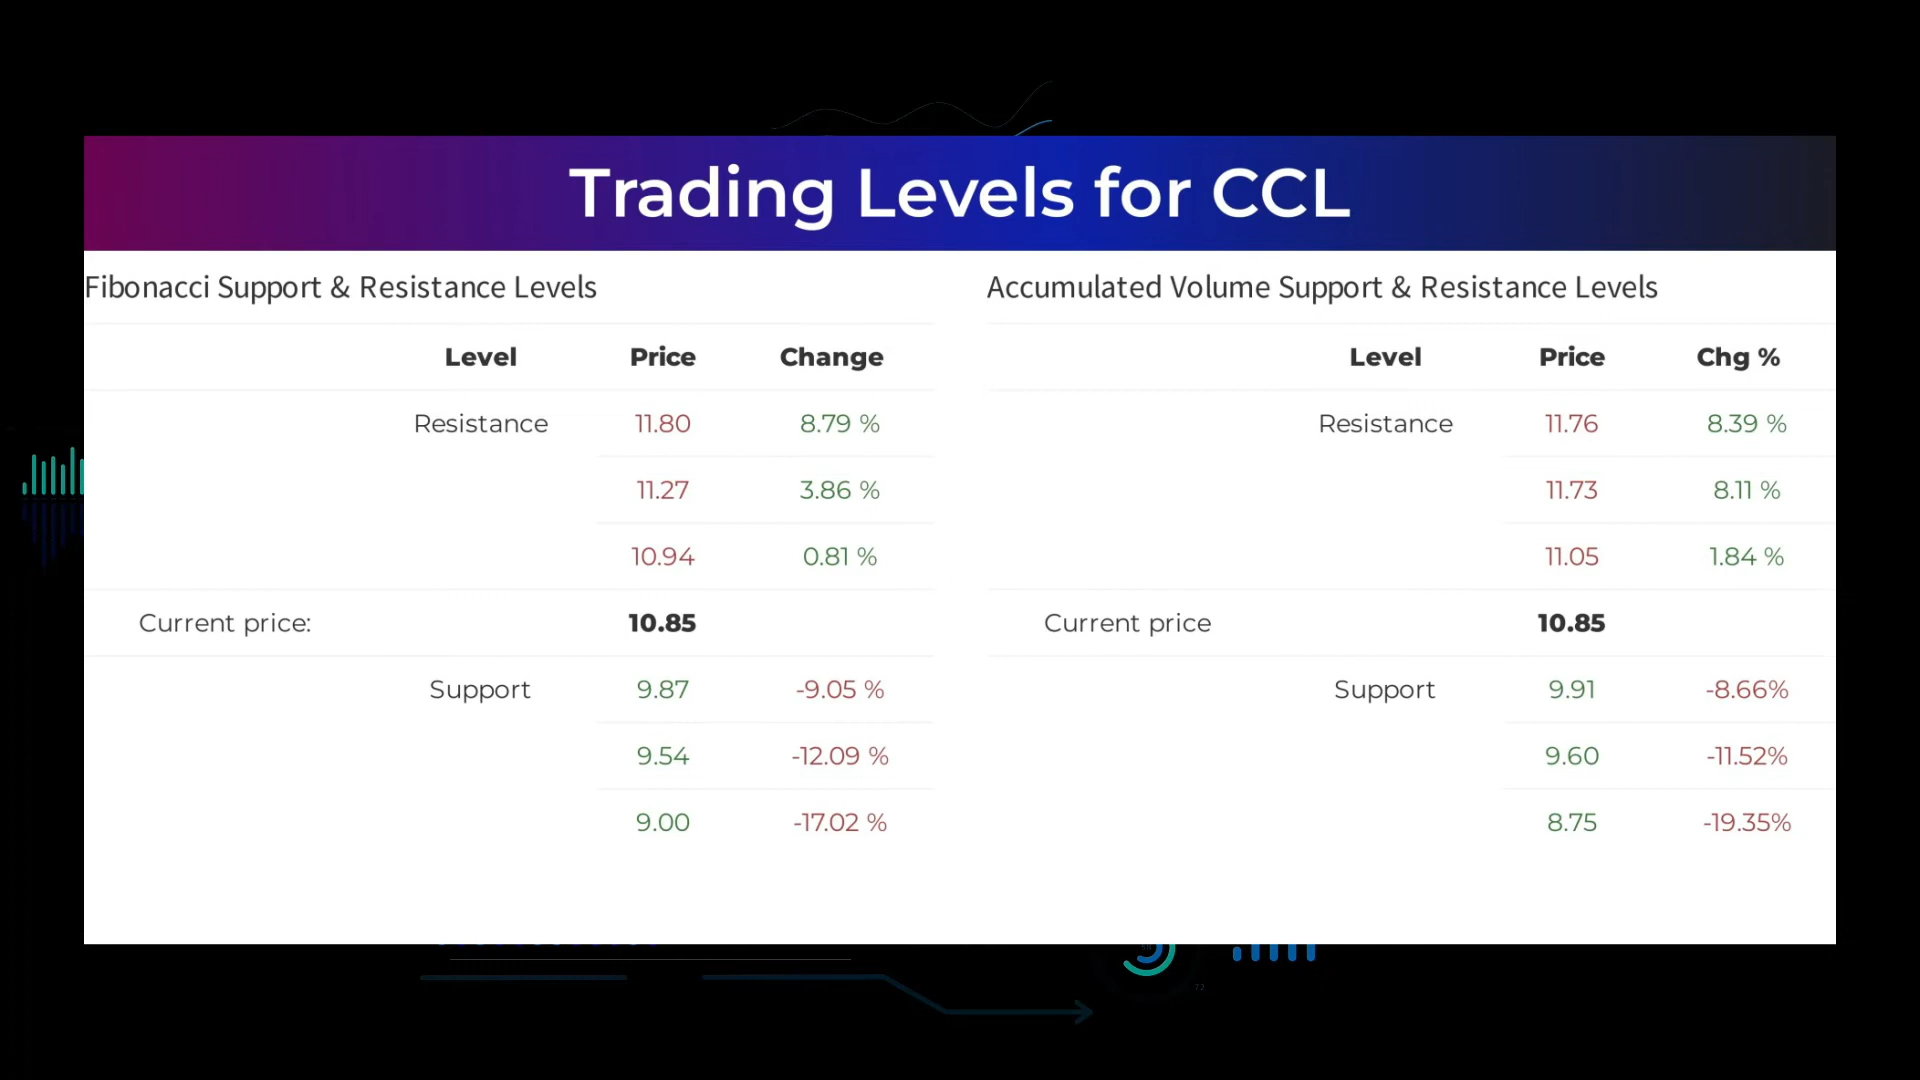 Trading Levels for CCL
Fibonacci Support & Resistance Levels
Level Price Change
Resistance 11.80 8.79 %
11.27 3.86 %
10.94 0.81 %
Current price: 10.85
Support 9.87 -9.05 %
9.54 -12.09 %
9.00 -17.02 %
Accumulated Volume Support & Resistance Levels
Level Price Chg %
Resistance 11.76 8.39 %
11.73 8.11 %
11.05 1.84 %
Current price 10.85
Support 9.91 -8.66%
9.60 -11.52%
8.75 -19.35%
72